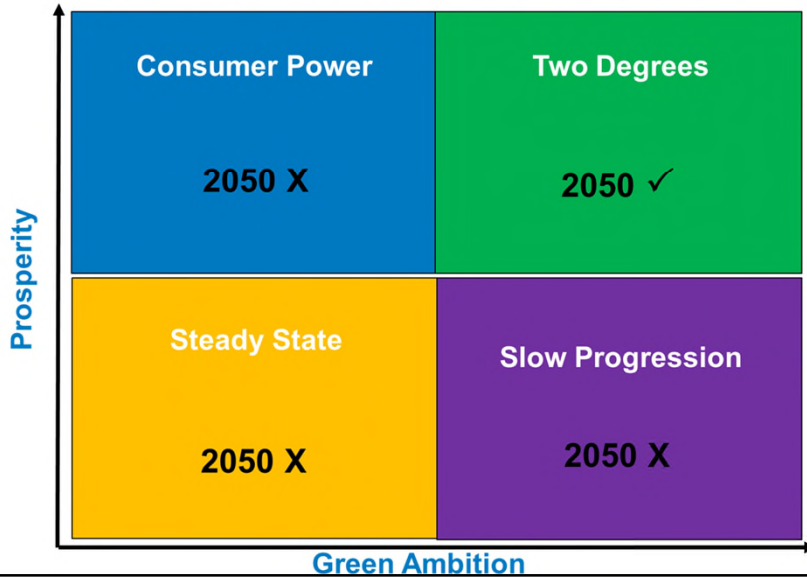 Consumer Power
2050 X
Two Degrees
2050 ✓
Steady State
2050 X
Slow Progression
2050 X
Prosperity
Green Ambition